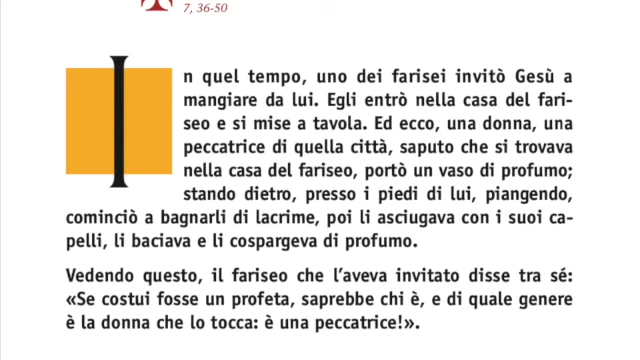 7, 36-50
In quel tempo, uno dei farisei invitò Gesù a
mangiare da lui. Egli entrò nella casa del fari-
seo e si mise a tavola. Ed ecco, una donna, una
peccatrice di quella città, saputo che si trovava
nella casa del fariseo, portò un vaso di profumo;
stando dietro, presso i piedi di lui, piangendo,
cominciò a bagnarli di lacrime, poi li asciugava con i suoi ca-
pelli, li baciava e li cospargeva di profumo.
Vedendo questo, il fariseo che l’aveva invitato disse tra sé:
«Se costui fosse un profeta, saprebbe chi è, e di quale genere
è la donna che lo tocca: è una peccatrice!».